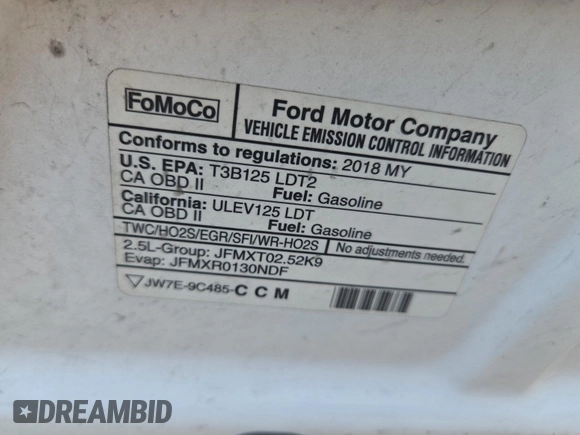 FoMoCo
Ford Motor Company
VEHICLE EMISSION CONTROL INFORMATION
Conforms to regulations: 2018 MY
U.S. EPA: T3B125 LDT2
CA OBD II Fuel: Gasoline
California: ULEV125 LDT
CA OBD II Fuel: Gasoline
TWC/HO2S/EGR/SFI/WR-HO2S No adjustments needed.
2.5L-Group: JFMXT02.52K9
Evap: JFMXR0130NDF
JW7E-9C485-C C M
DREAMBID